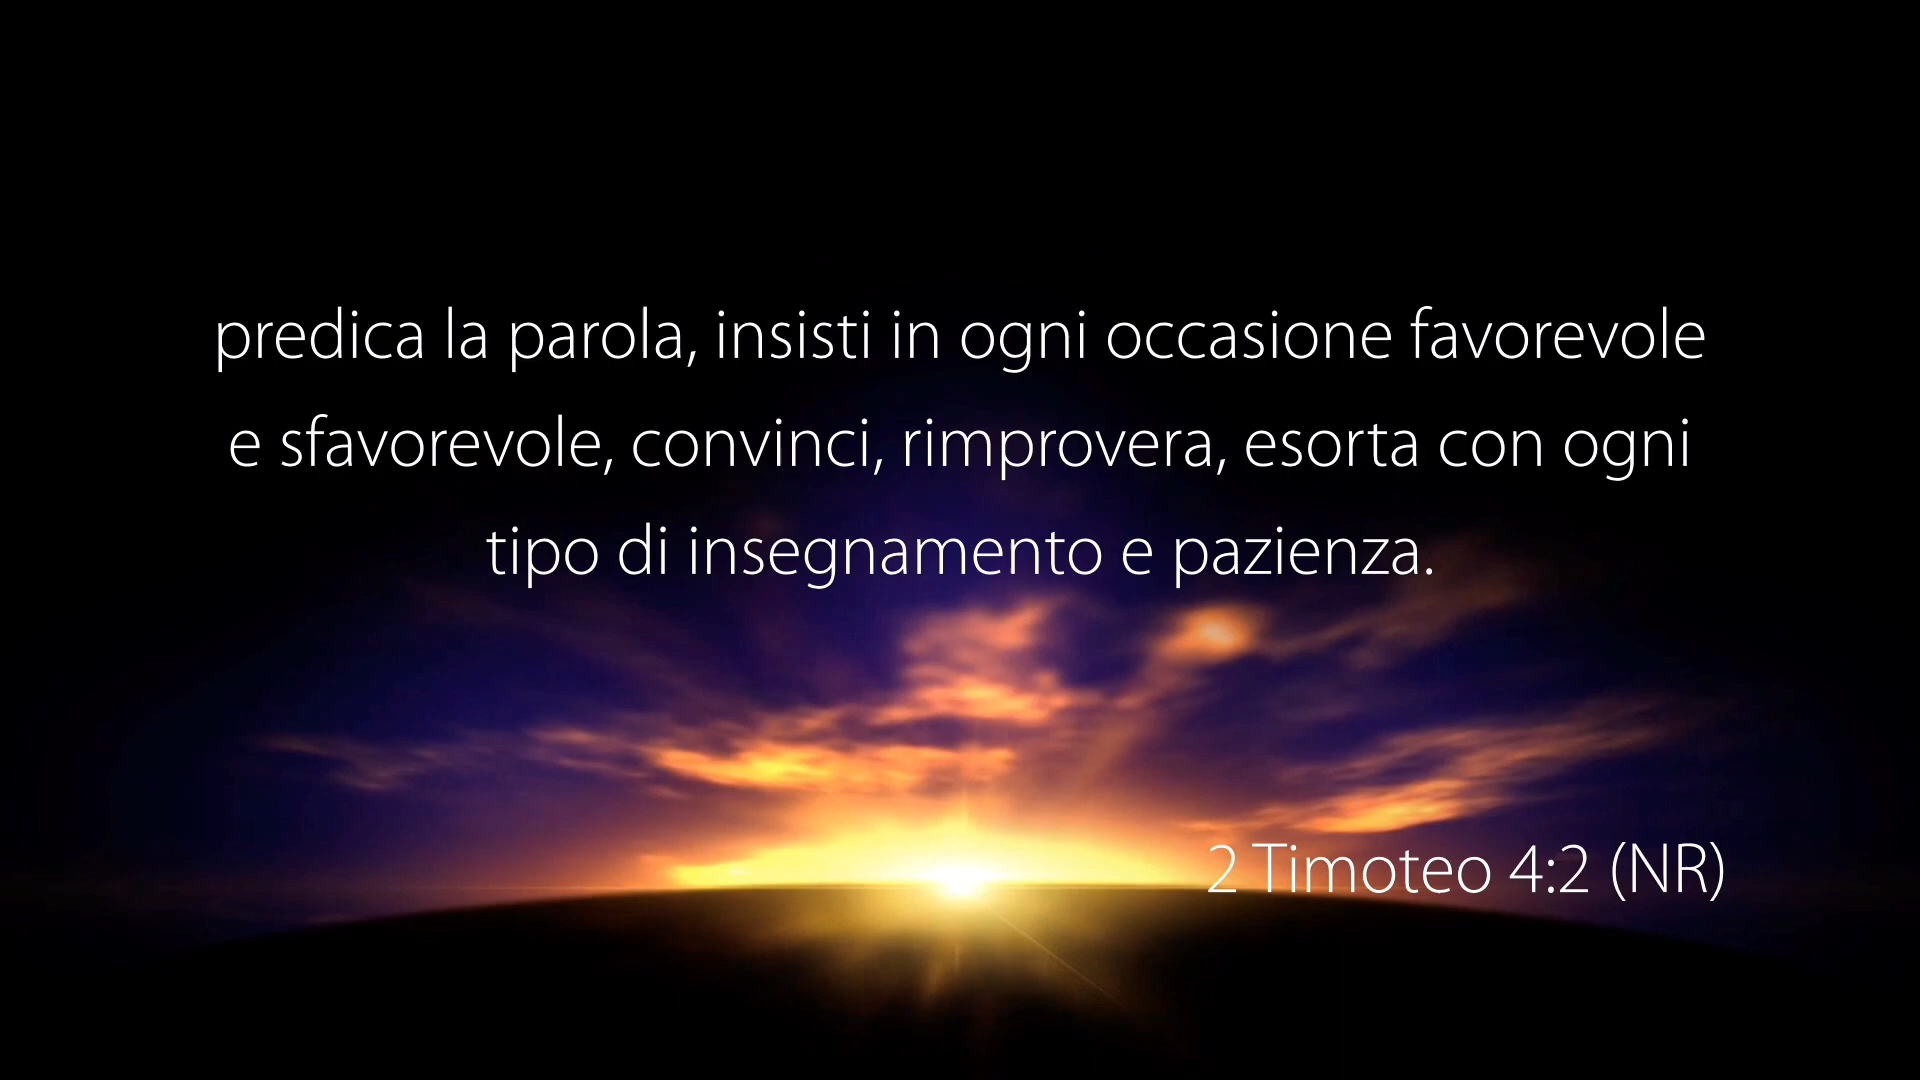 predica la parola, insisti in ogni occasione favorevole
e sfavorevole, convinci, rimprovera, esorta con ogni
tipo di insegnamento e pazienza.
2 Timoteo 4:2 (NR)